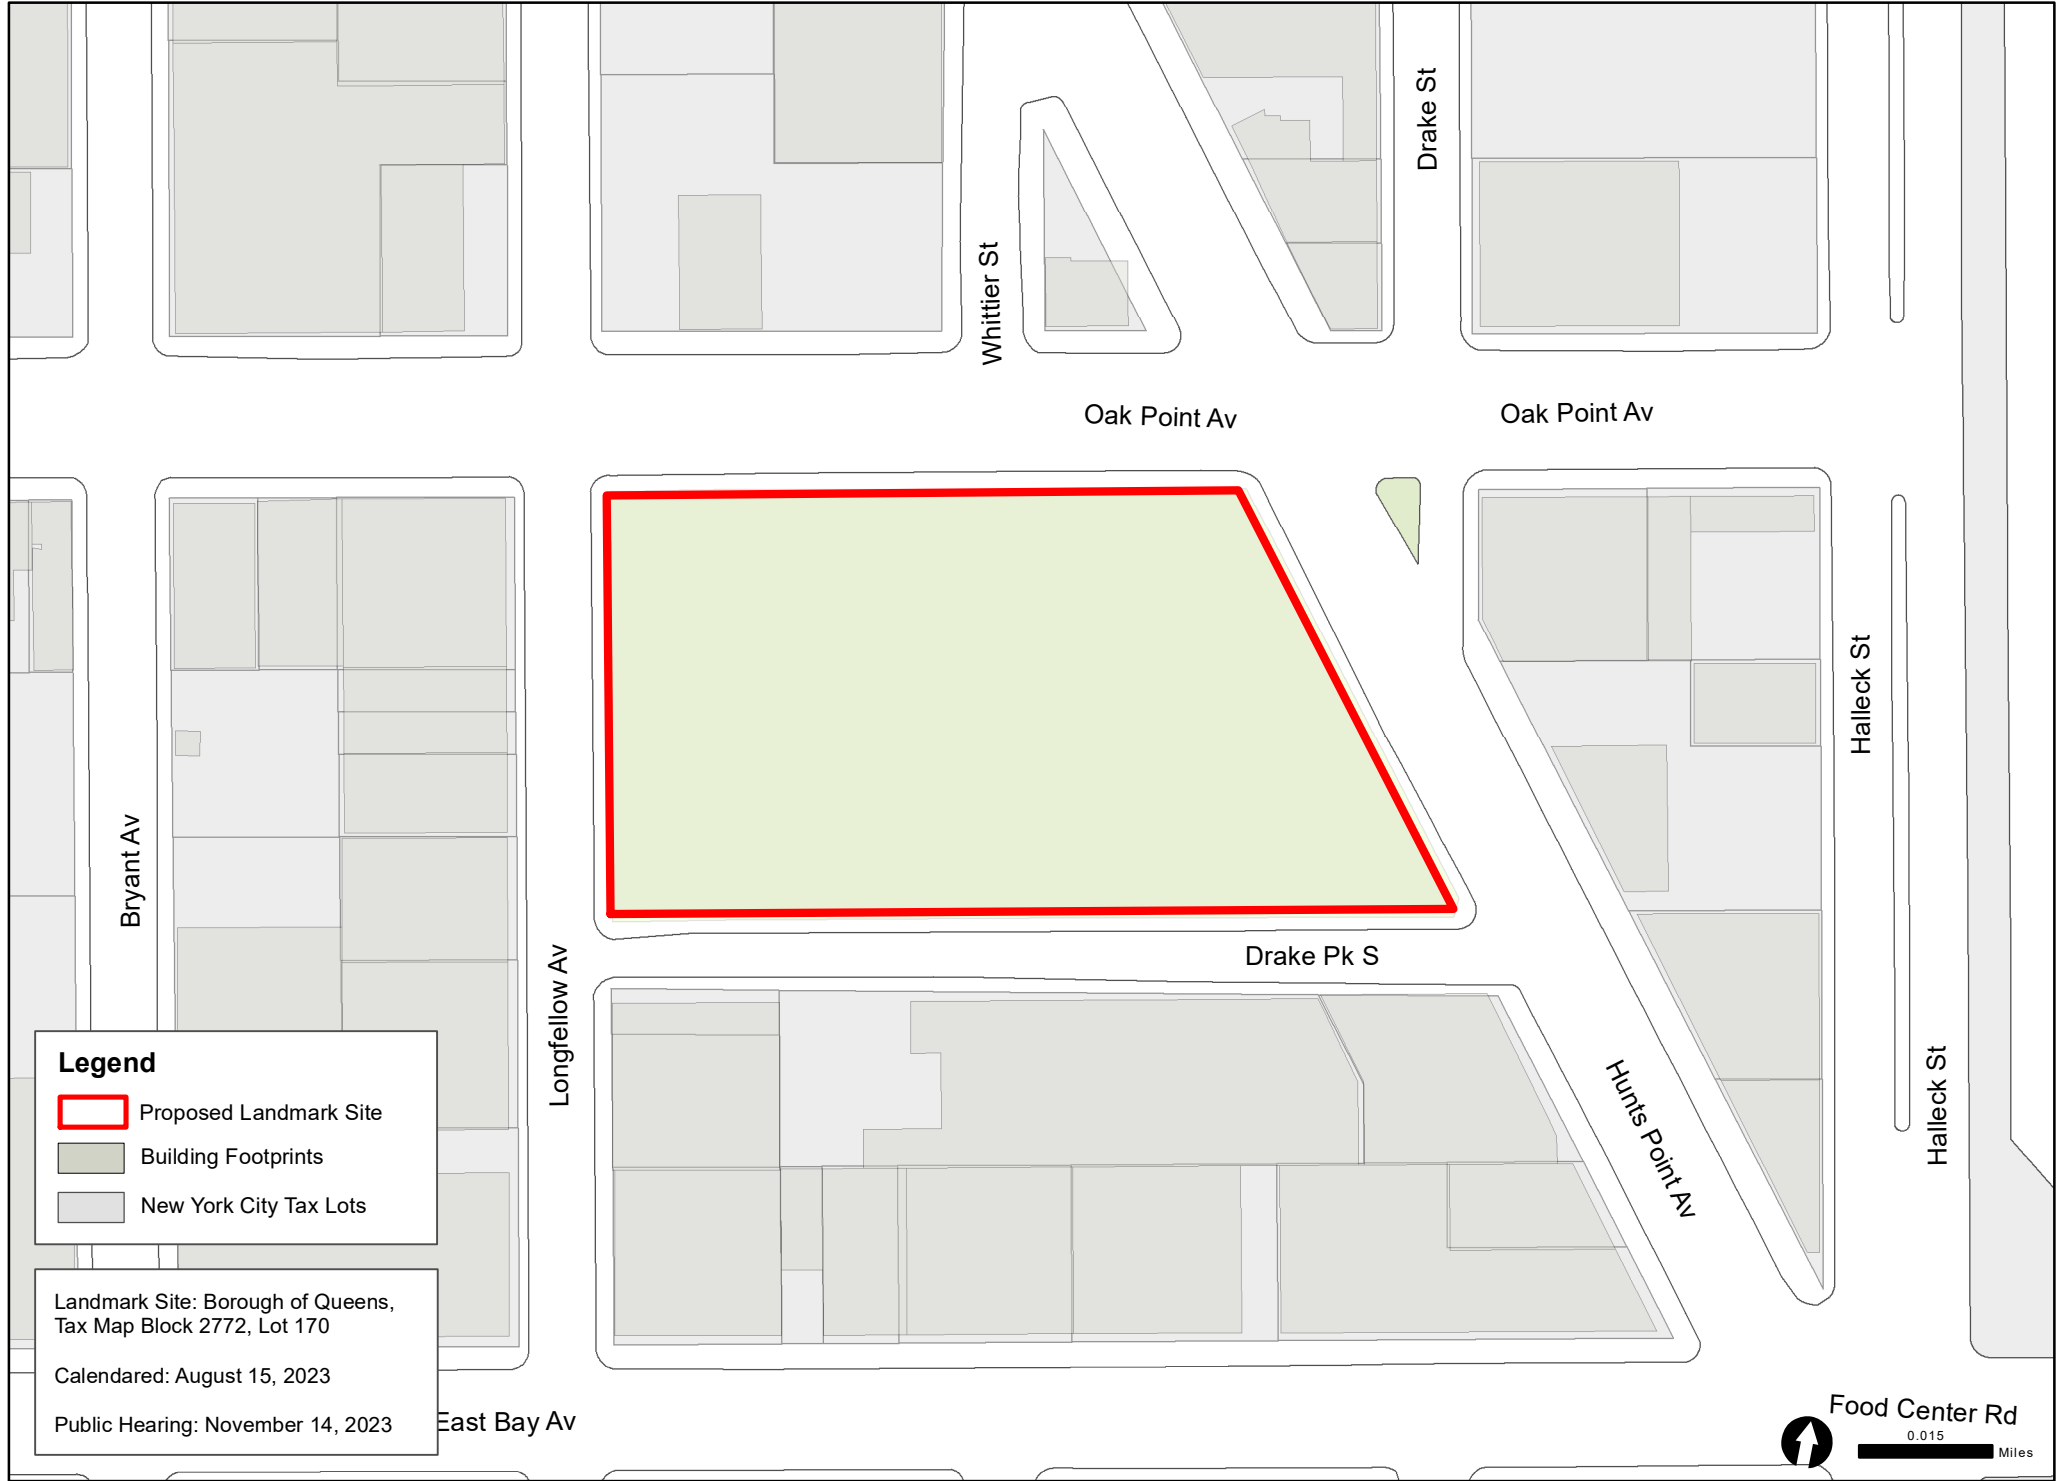 Drake St
Whittier St
Oak Point Av
Oak Point Av
Halleck St
Bryant Av
Longfellow Av
Drake Pk S
Hunts Point Av
Halleck St
Legend
Proposed Landmark Site
Building Footprints
New York City Tax Lots
Landmark Site: Borough of Queens,
Tax Map Block 2772, Lot 170
Calendared: August 15, 2023
Public Hearing: November 14, 2023
East Bay Av
Food Center Rd
0.015
Miles